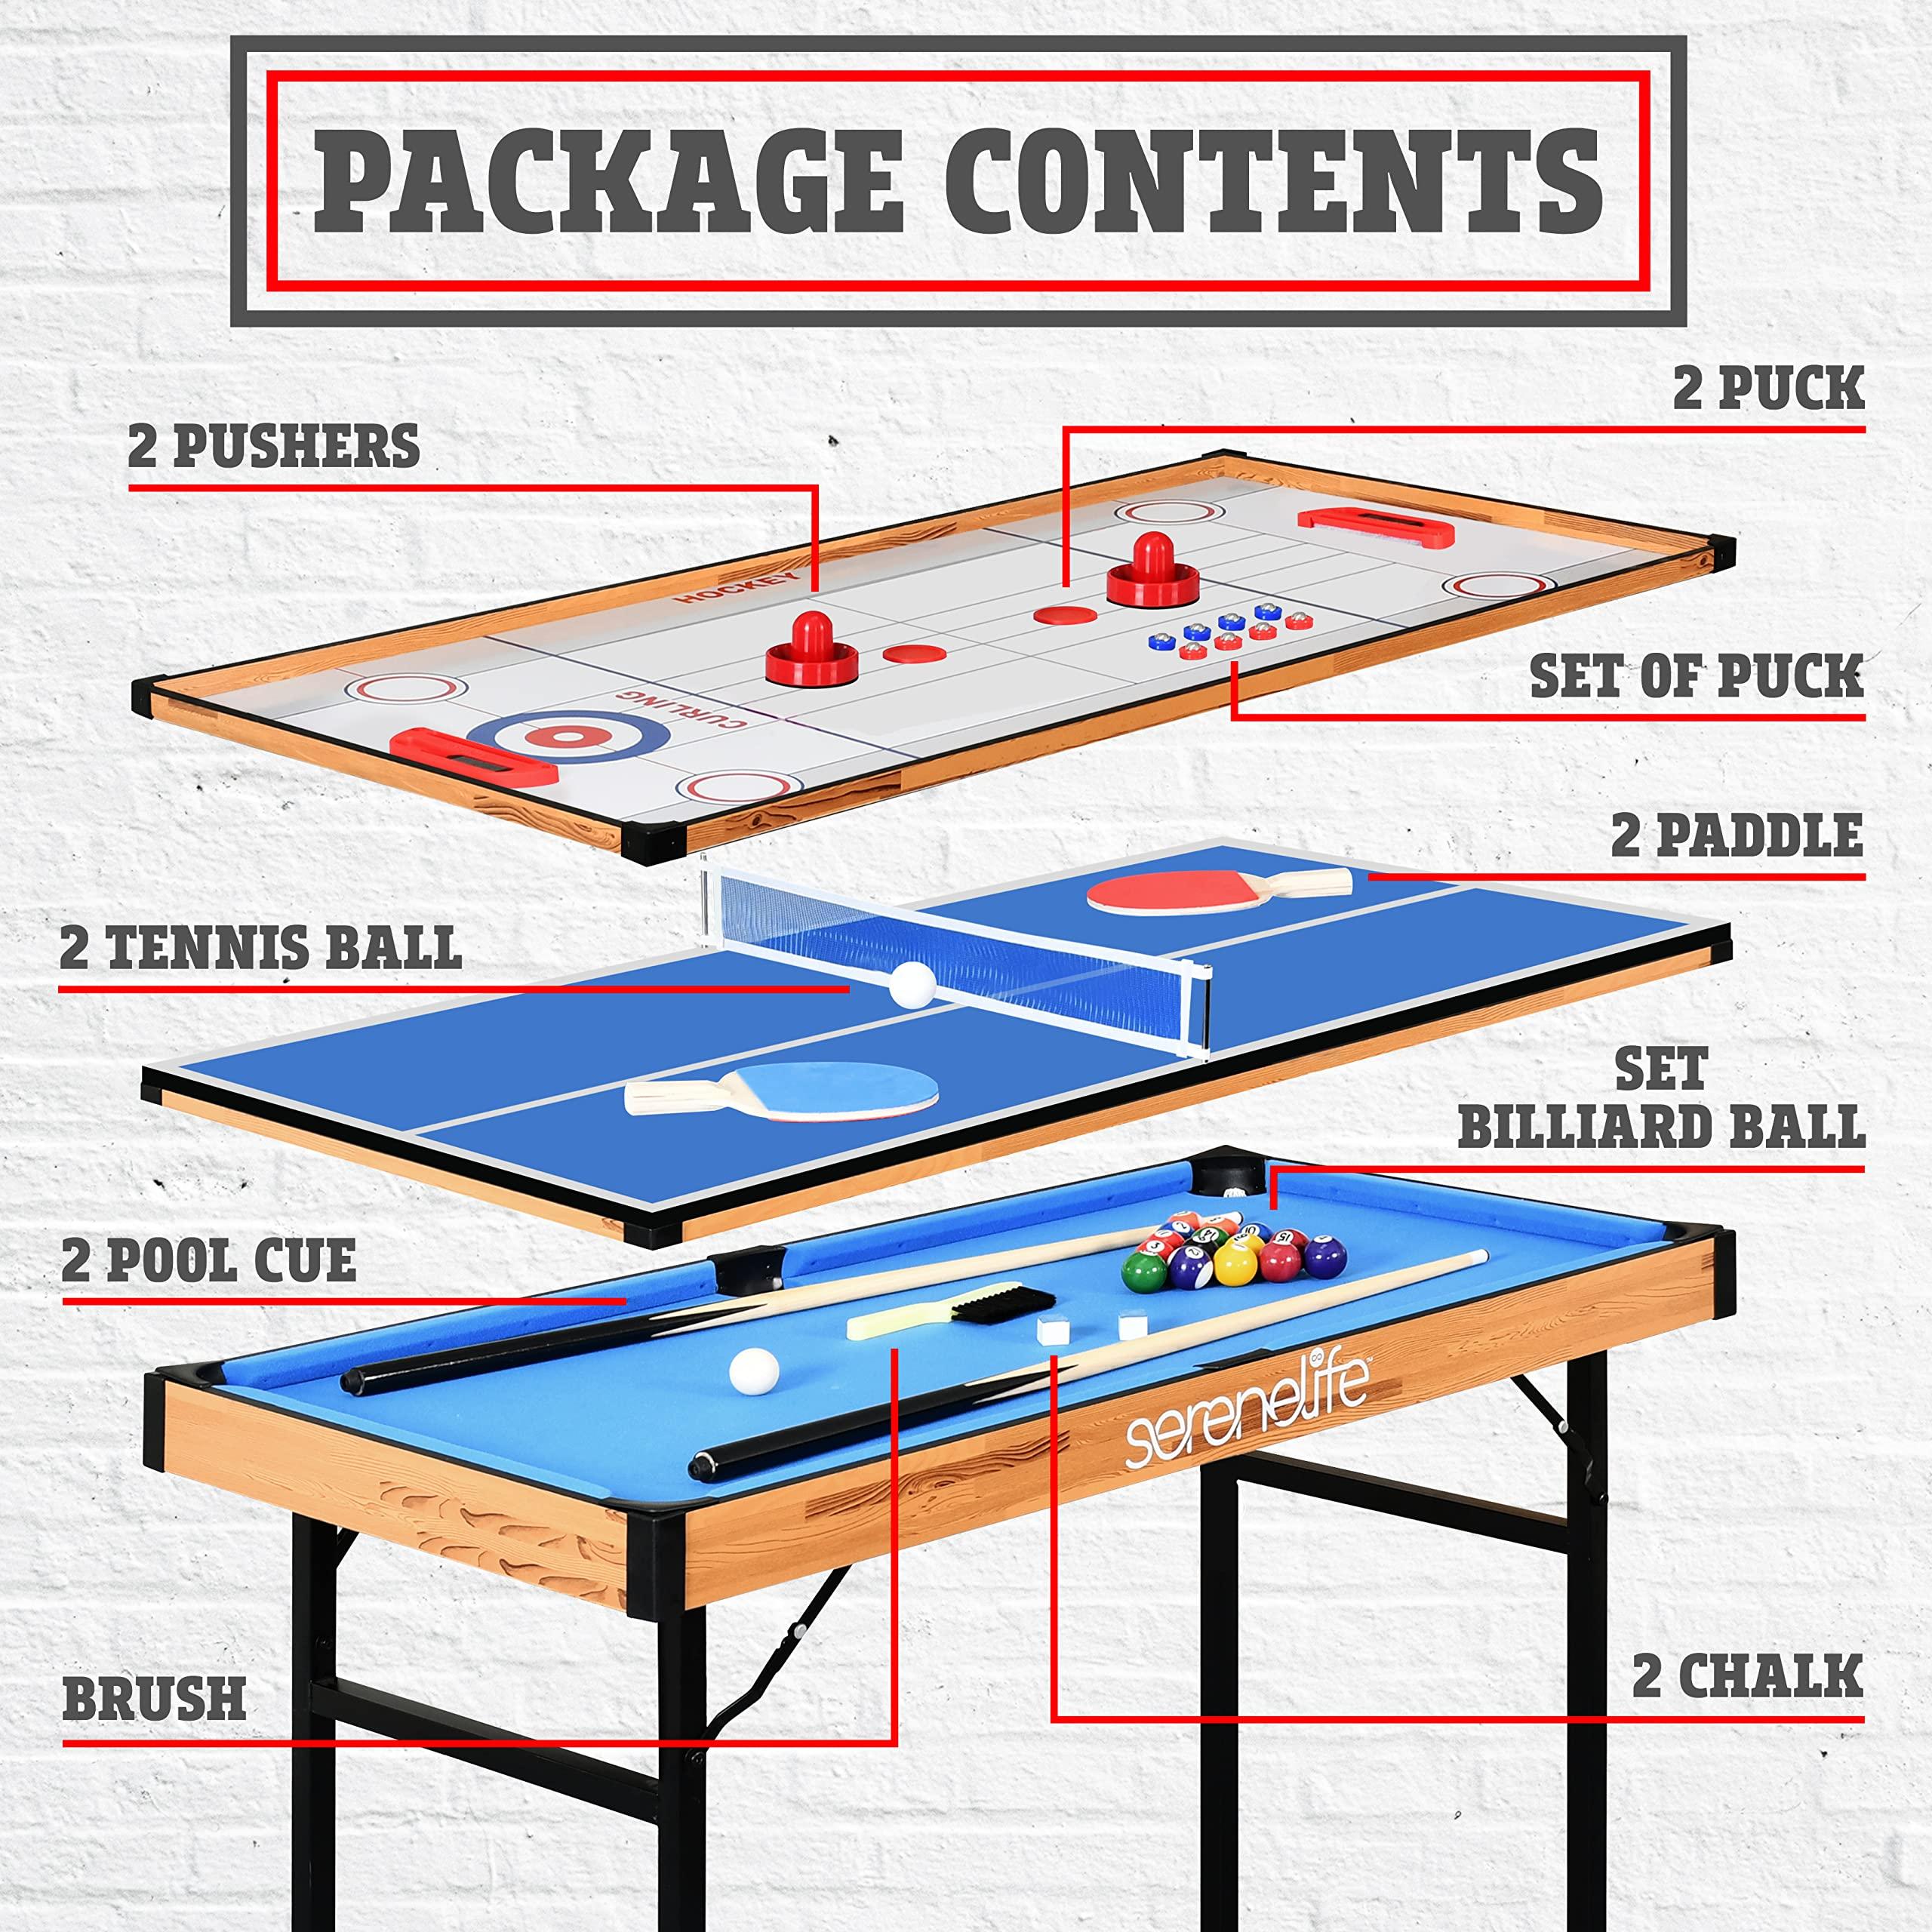 PACKAGE CONTENTS
2 PUCK
2 PUSHERS
HOCKEY
SET OF PUCK
CURLING
2 PADDLE
2 TENNIS BALL
SET
BILLIARD BALL
2 POOL CUE
serenelife
BRUSH
2 CHALK